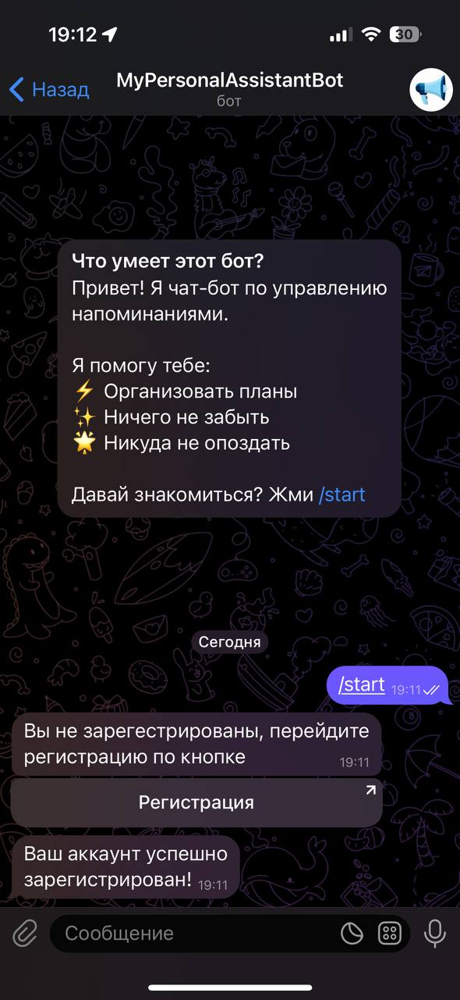 19:12
30
Назад
MyPersonalAssistantBot
бот
Что умеет этот бот?
Привет! Я чат-бот по управлению
напоминаниями.
Я помогу тебе:
⚡ Организовать планы
✨ Ничего не забыть
🌟 Никуда не опоздать
Давай знакомиться? Жми /start
Сегодня
/start 19:11
Вы не зарегестрированы, перейдите
регистрацию по кнопке 19:11
Регистрация
Ваш аккаунт успешно
зарегистрирован! 19:11
Сообщение